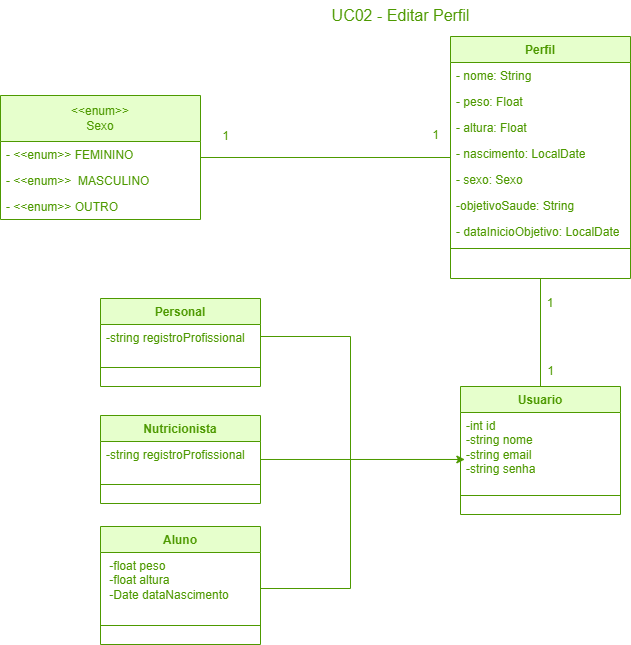 UC02 - Editar Perfil
Perfil
- nome: String
- peso: Float
- altura: Float
- nascimento: LocalDate
- sexo: Sexo
-objetivoSaude: String
- dataInicioObjetivo: LocalDate
<<enum>>
Sexo
- <<enum>> FEMININO
- <<enum>>  MASCULINO
- <<enum>> OUTRO
1
1
1
1
Personal
-string registroProfissional
Nutricionista
-string registroProfissional
Aluno
-float peso
-float altura
-Date dataNascimento
Usuario
-int id
-string nome
-string email
-string senha